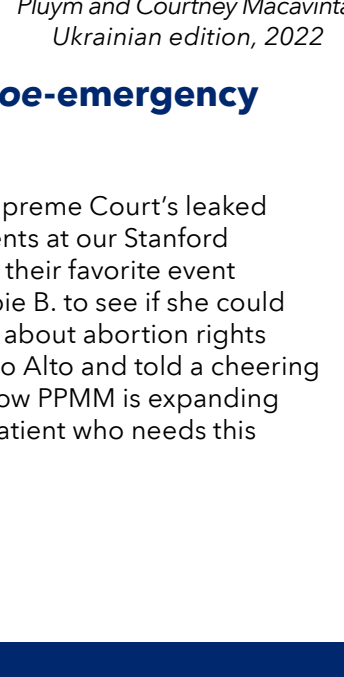 Pluym and Courtney Macavinta
Ukrainian edition, 2022
oe-emergency
preme Court’s leaked
ents at our Stanford
their favorite event
bie B. to see if she could
about abortion rights
o Alto and told a cheering
ow PPMM is expanding
atient who needs this